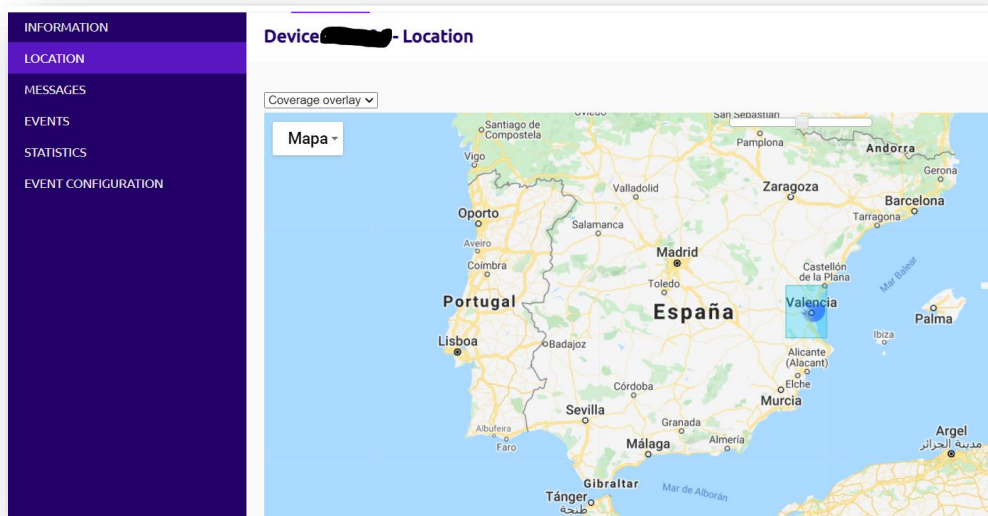 INFORMATION
LOCATION
MESSAGES
EVENTS
STATISTICS
EVENT CONFIGURATION
Device - Location
Coverage overlay
Mapa
Oviedo
San Sebastián
Santiago de
Compostela
Pamplona
Andorra
Vigo
Gerona
Valladolid
Zaragoza
Barcelona
Oporto
Salamanca
Tarragona
Aveiro
Madrid
Coímbra
Castellón
de la Plana
Mar Balear
Toledo
Portugal
España
Valencia
Palma
Lisboa
Badajoz
Ibiza
Alicante
(Alacant)
Córdoba
Elche
Murcia
Sevilla
Albufeira
Granada
Faro
Málaga
Almería
Argel
مدينة الجزائر
Gibraltar
Mar de Alborán
Tánger
طنجة